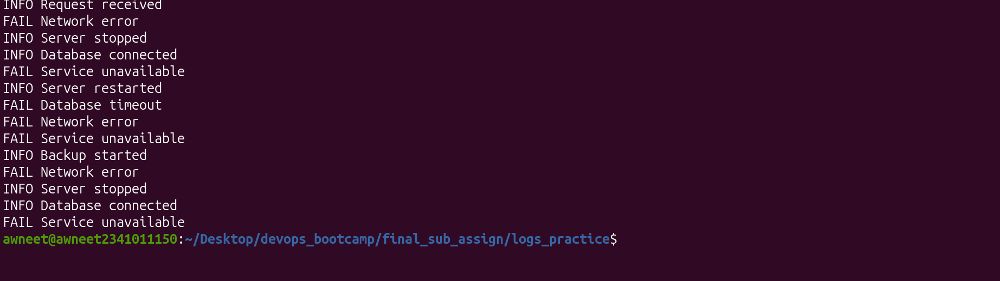 INFO Request received
FAIL Network error
INFO Server stopped
INFO Database connected
FAIL Service unavailable
INFO Server restarted
FAIL Database timeout
FAIL Network error
FAIL Service unavailable
INFO Backup started
FAIL Network error
INFO Server stopped
INFO Database connected
FAIL Service unavailable
awneet@awneet2341011150:~/Desktop/devops_bootcamp/final_sub_assign/logs_practice$